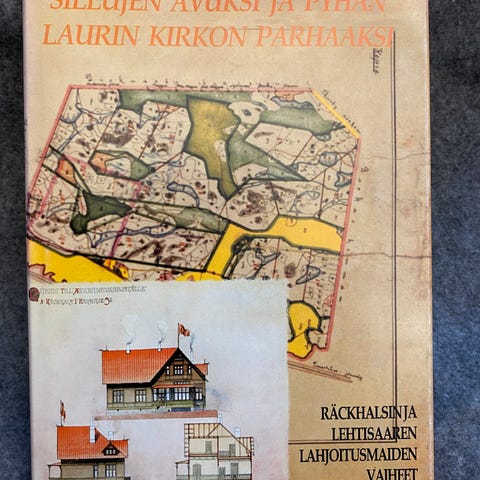 SIELUJEN AVUKSI JA PYHÄN
LAURIN KIRKON PARHAAKSI
RÄCKHALSIN JA
LEHTISAAREN
LAHJOITUSMAIDEN
VAIHEET